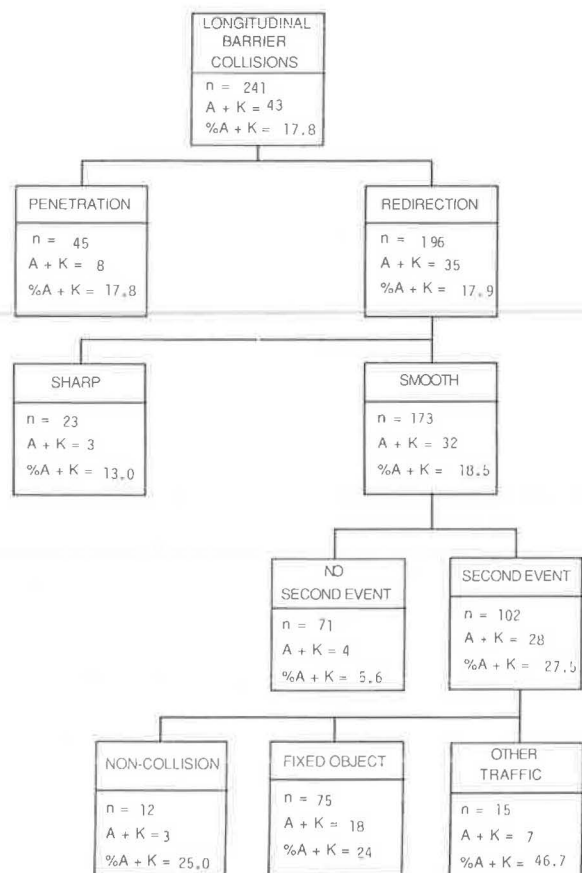 LONGITUDINAL
BARRIER
COLLISIONS
n = 241
A + K = 43
%A + K = 17.8
PENETRATION
n = 45
A + K = 8
%A + K = 17.8
REDIRECTION
n = 196
A + K = 35
%A + K = 17.9
SHARP
n = 23
A + K = 3
%A + K = 13.0
SMOOTH
n = 173
A + K = 32
%A + K = 18.5
NO
SECOND EVENT
n = 71
A + K = 4
%A + K = 5.6
SECOND EVENT
n = 102
A + K = 28
%A + K = 27.5
NON-COLLISION
n = 12
A + K = 3
%A + K = 25.0
FIXED OBJECT
n = 75
A + K = 18
%A + K = 24
OTHER
TRAFFIC
n = 15
A + K = 7
%A + K = 46.7